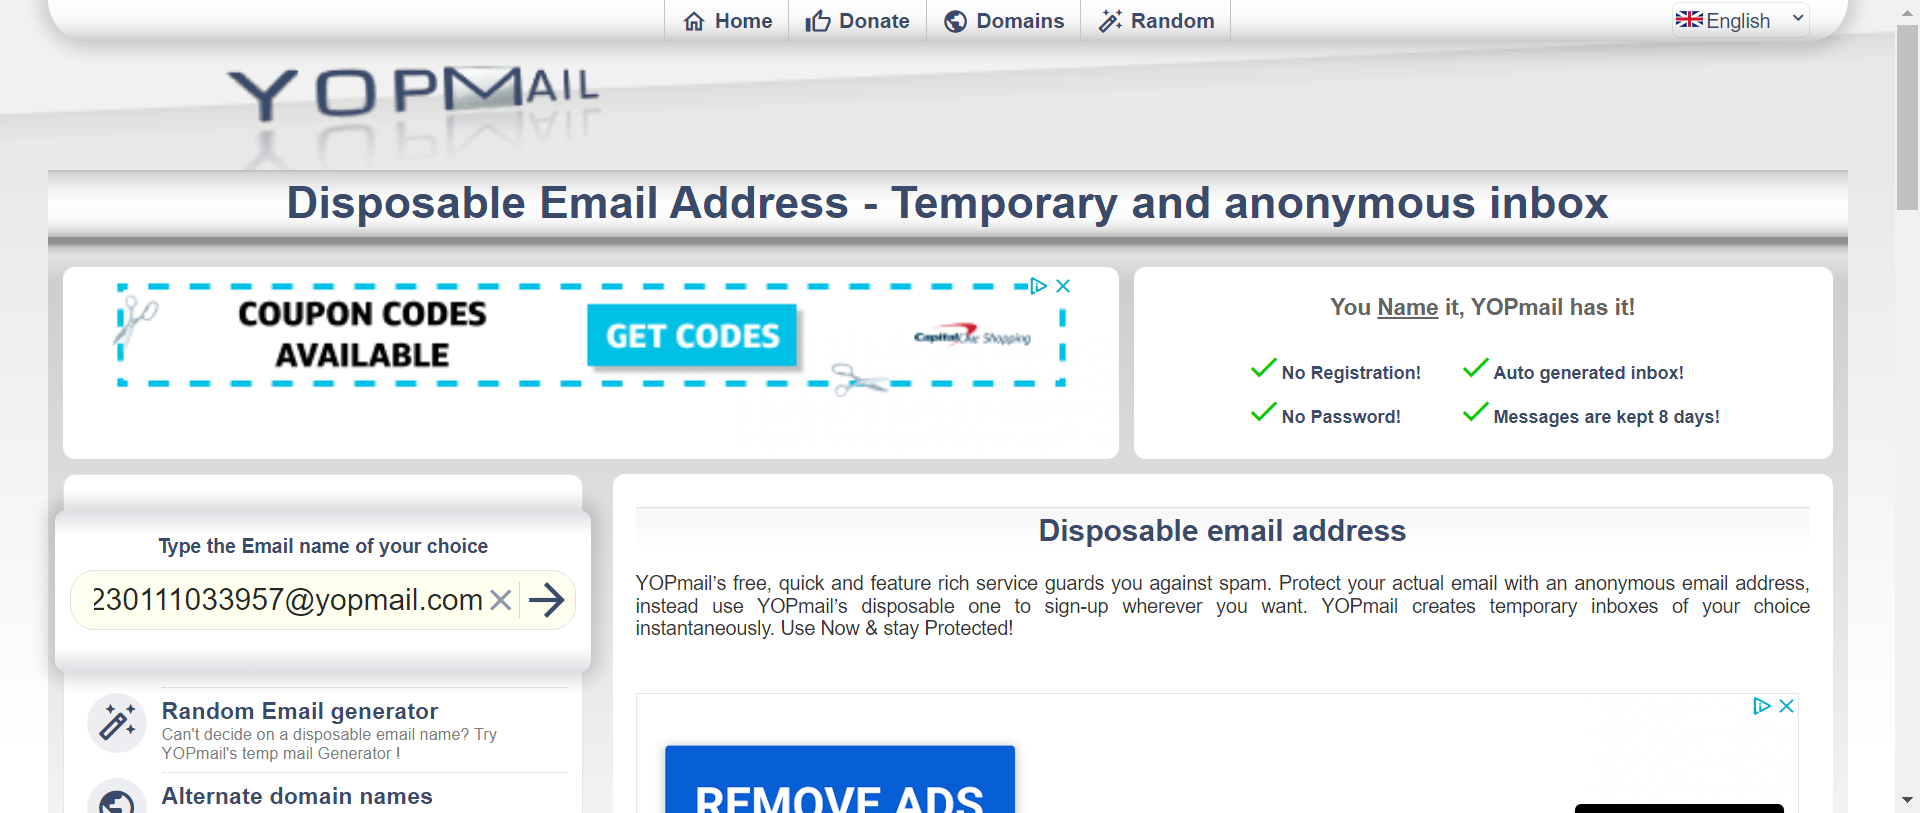 Home
Donate
Domains
Random
English
YOPMAIL
Disposable Email Address - Temporary and anonymous inbox
COUPON CODES
AVAILABLE
GET CODES
Capital One Shopping
You Name it, YOPmail has it!
No Registration!
Auto generated inbox!
No Password!
Messages are kept 8 days!
Type the Email name of your choice
230111033957@yopmail.com
Random Email generator
Can't decide on a disposable email name? Try
YOPmail's temp mail Generator !
Alternate domain names
Disposable email address
YOPmail's free, quick and feature rich service guards you against spam. Protect your actual email with an anonymous email address,
instead use YOPmail's disposable one to sign-up wherever you want. YOPmail creates temporary inboxes of your choice
instantaneously. Use Now & stay Protected!
REMOVE ADS